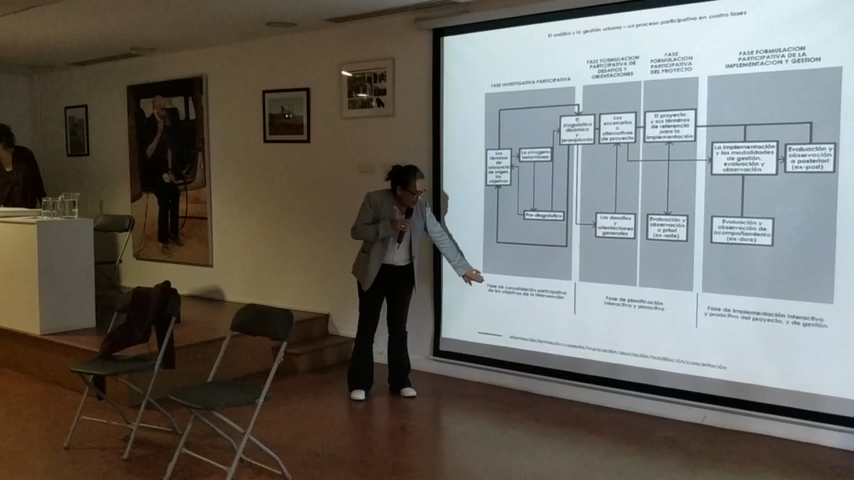 El análisis y la gestión urbana – un proceso participativo en cuatro fases
FASE INVESTIGATIVA PARTICIPATIVA
FASE FORMULACION
PARTICIPATIVA DE
DESAFIOS Y
ORIENTACIONES
FASE
FORMULACION
PARTICIPATIVA
DEL PROYECTO
FASE FORMULACION
PARTICIPATIVA DE LA
IMPLEMENTACION Y GESTION
Los
términos
de
referencia
de origen
los
objetivos
Pre-diagnóstico
El
diagnóstico
dinámico y
Los
escenarios
o
alternativas
de proyecto
Los desafíos
y
orientaciones
generales
El proyecto
y sus términos
de referencia
para la
implementación
Evaluación y
observación
a priori
(ex-ante)
La implementación
y las modalidades
de gestión,
evaluación y
observación
Evaluación y
observación
a posteriori
(ex-post)
Evaluación y
observación de
acompañamiento
Fase de consolidación participativa
de los objetivos de la intervención
Fase de planificación
interactiva y proactiva
Fase de implementación interactiva
y proactiva del proyecto, y de gestión